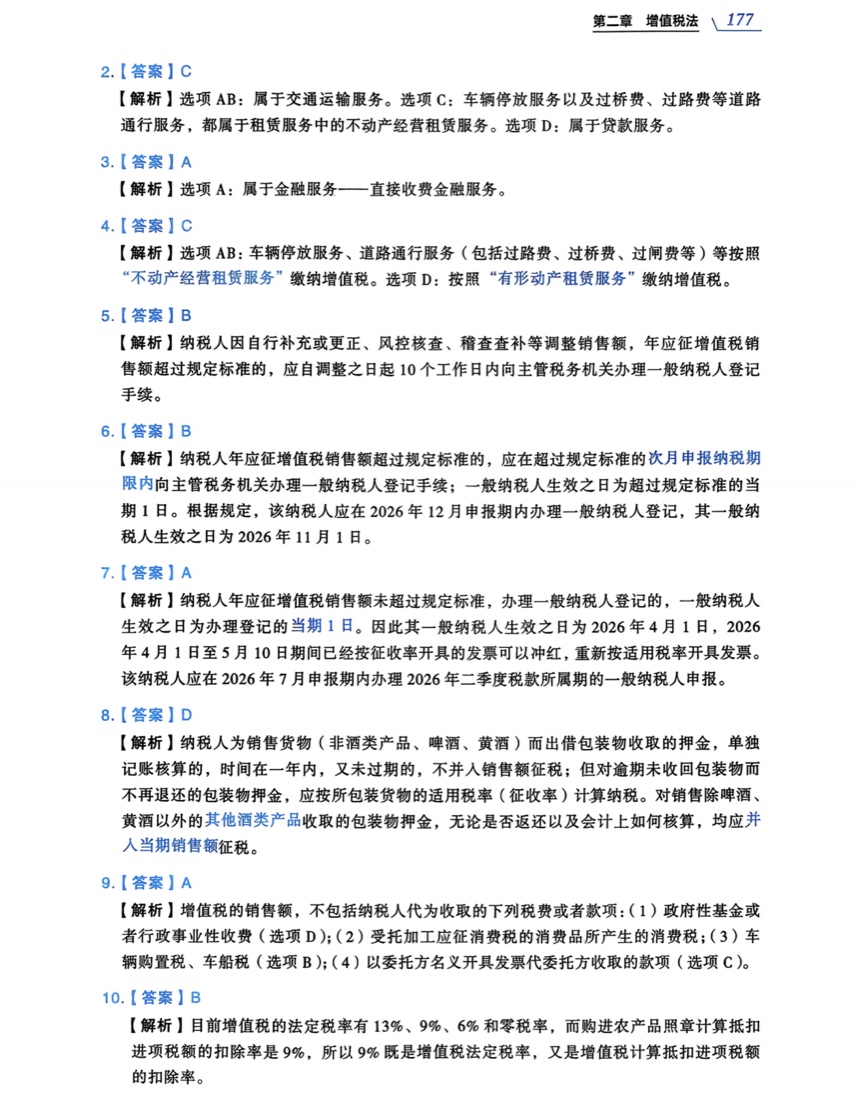 第二章 增值税法 177
2.【答案】C
【解析】选项 AB：属于交通运输服务。选项 C：车辆停放服务以及过桥费、过路费等道路
通行服务，都属于租赁服务中的不动产经营租赁服务。选项 D：属于贷款服务。
3.【答案】A
【解析】选项 A：属于金融服务——直接收费金融服务。
4.【答案】C
【解析】选项 AB：车辆停放服务、道路通行服务（包括过路费、过桥费、过闸费等）等按照
“不动产经营租赁服务”缴纳增值税。选项 D：按照“有形动产租赁服务”缴纳增值税。
5.【答案】B
【解析】纳税人因自行补充或更正、风控核查、稽查查补等调整销售额，年应征增值税销
售额超过规定标准的，应自调整之日起 10 个工作日内向主管税务机关办理一般纳税人登记
手续。
6.【答案】B
【解析】纳税人年应征增值税销售额超过规定标准的，应在超过规定标准的次月申报纳税期
限内向主管税务机关办理一般纳税人登记手续；一般纳税人生效之日为超过规定标准的当
期 1 日。根据规定，该纳税人应在 2026 年 12 月申报期内办理一般纳税人登记，其一般纳
税人生效之日为 2026 年 11 月 1 日。
7.【答案】A
【解析】纳税人年应征增值税销售额未超过规定标准，办理一般纳税人登记的，一般纳税人
生效之日为办理登记的当期 1 日。因此其一般纳税人生效之日为 2026 年 4 月 1 日，2026
年 4 月 1 日至 5 月 10 日期间已经按征收率开具的发票可以冲红，重新按适用税率开具发票。
该纳税人应在 2026 年 7 月申报期内办理 2026 年二季度税款所属期的一般纳税人申报。
8.【答案】D
【解析】纳税人为销售货物（非酒类产品、啤酒、黄酒）而出借包装物收取的押金，单独
记账核算的，时间在一年内，又未过期的，不并入销售额征税；但对逾期未收回包装物而
不再退还的包装物押金，应按所包装货物的适用税率（征收率）计算纳税。对销售除啤酒、
黄酒以外的其他酒类产品收取的包装物押金，无论是否返还以及会计上如何核算，均应并
入当期销售额征税。
9.【答案】A
【解析】增值税的销售额，不包括纳税人代为收取的下列税费或者款项：（1）政府性基金或
者行政事业性收费（选项 D）；（2）受托加工应征消费税的消费品所产生的消费税；（3）车
辆购置税、车船税（选项 B）；（4）以委托方名义开具发票代委托方收取的款项（选项 C）。
10.【答案】B
【解析】目前增值税的法定税率有 13%、9%、6% 和零税率，而购进农产品照章计算抵扣
进项税额的扣除率是 9%，所以 9% 既是增值税法定税率，又是增值税计算抵扣进项税额
的扣除率。